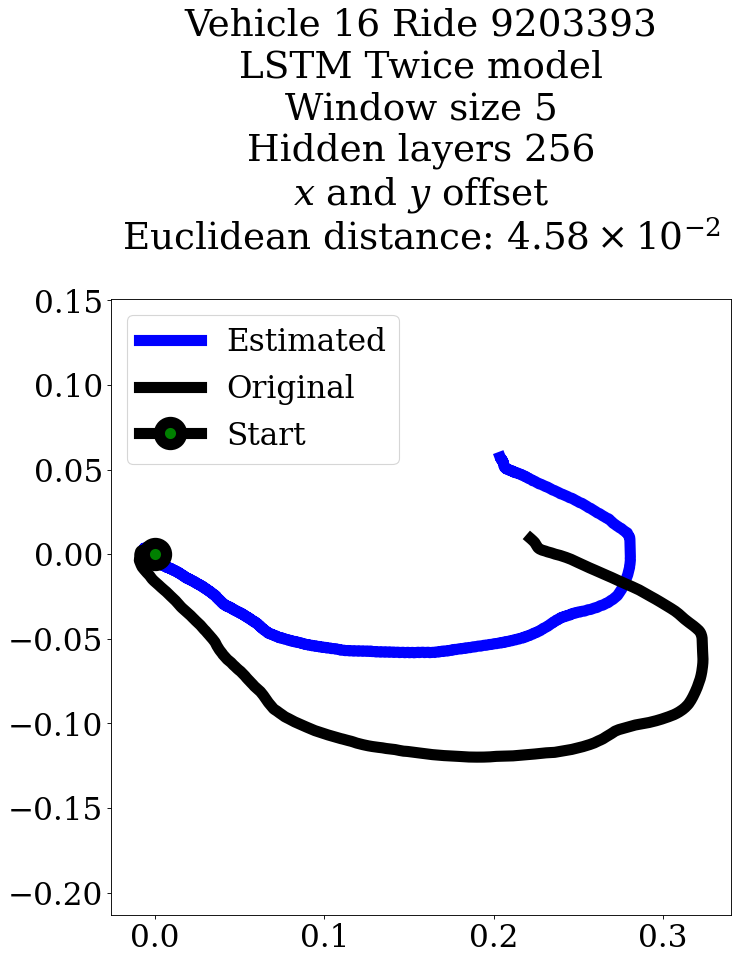 Vehicle 16 Ride 9203393
LSTM Twice model
Window size 5
Hidden layers 256
x and y offset
Euclidean distance: 4.58 × 10⁻²
0.15
0.10
0.05
0.00
−0.05
−0.10
−0.15
−0.20
Estimated
Original
Start
0.0 0.1 0.2 0.3